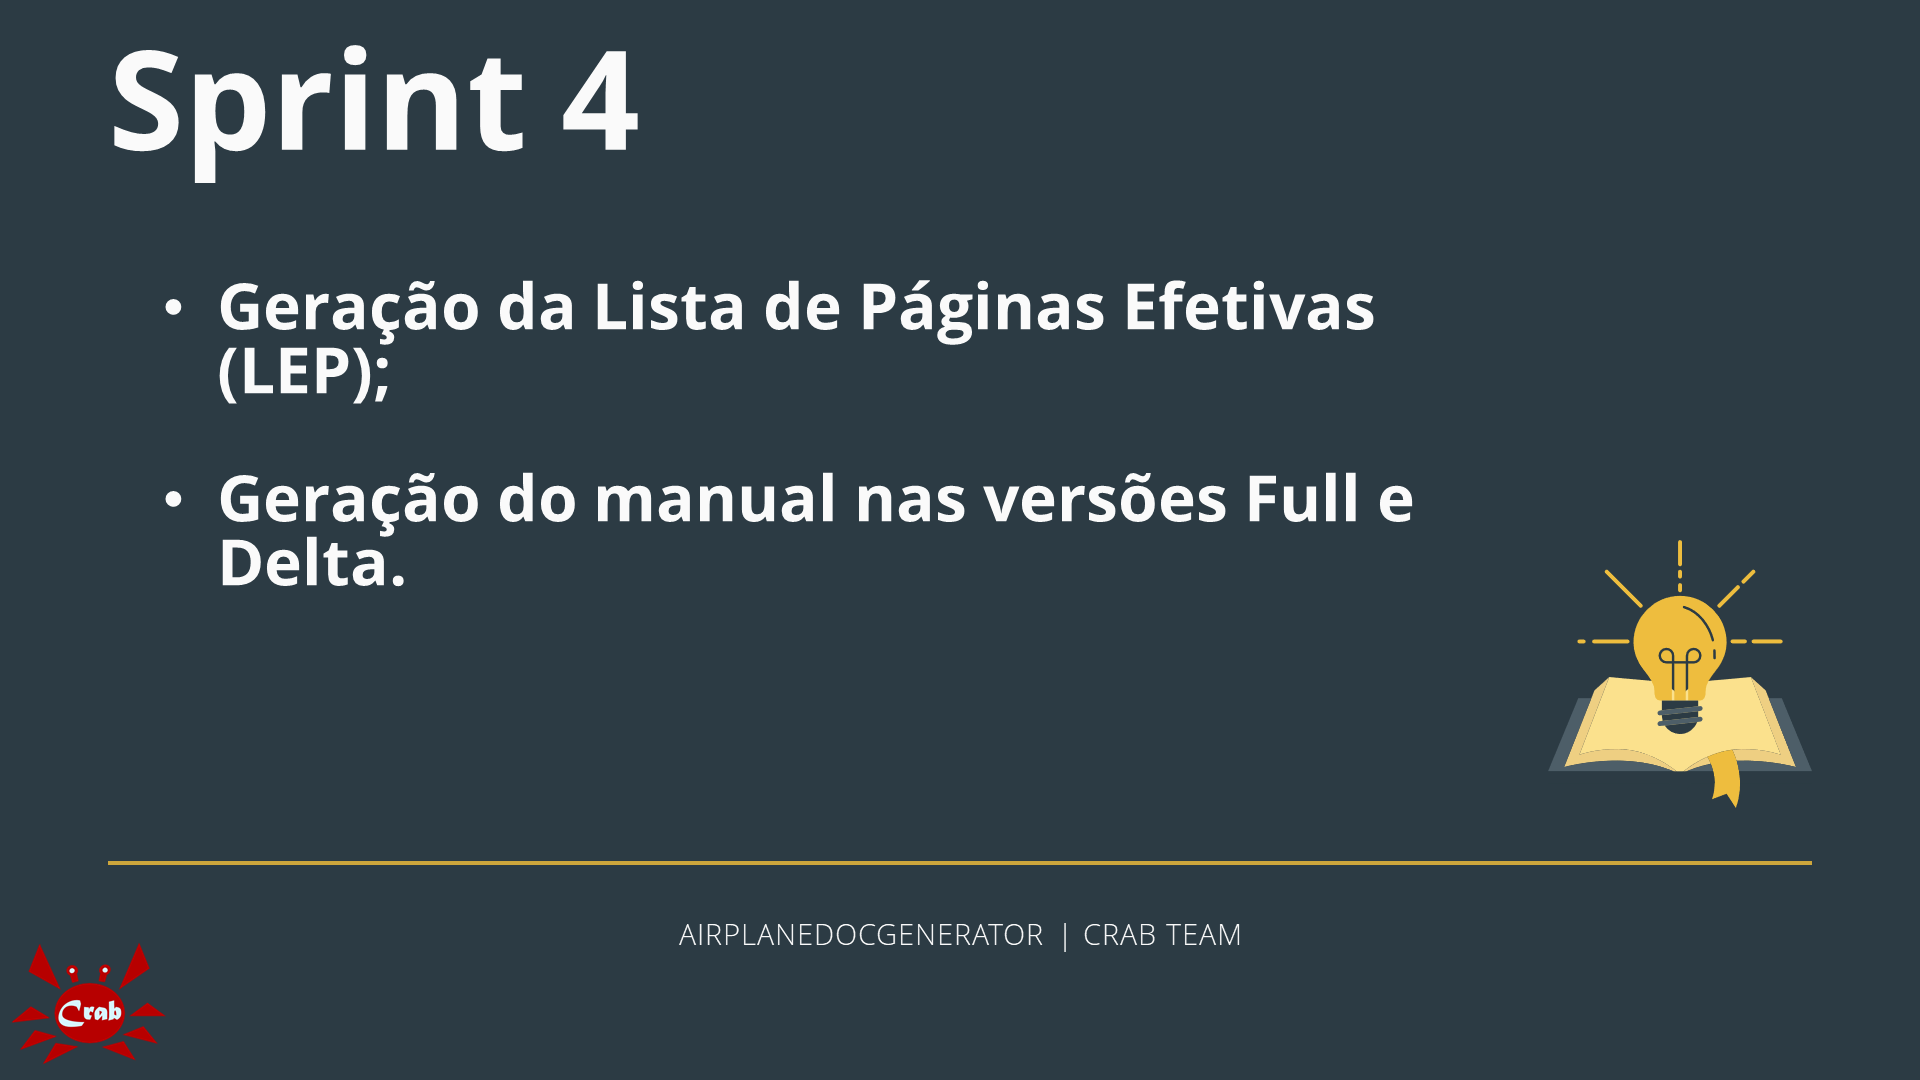 Sprint 4
• Geração da Lista de Páginas Efetivas
(LEP);
• Geração do manual nas versões Full e
Delta.
AIRPLANEDOCGENERATOR | CRAB TEAM
Crab